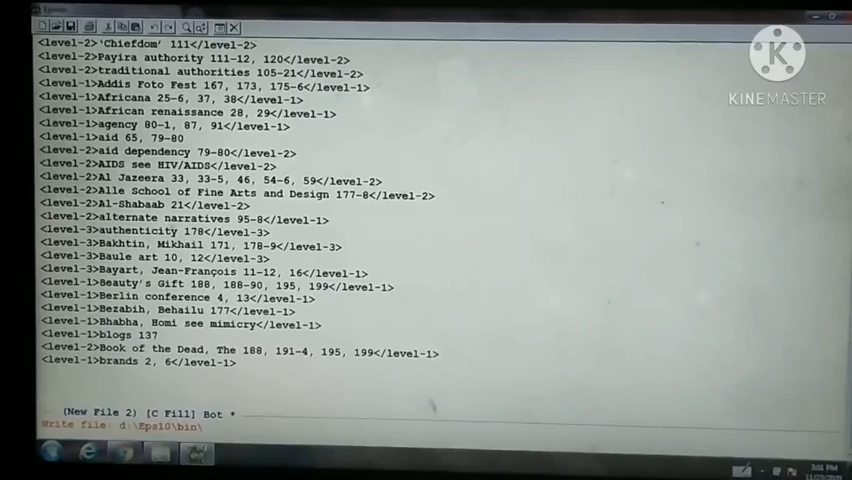 <level-2>'Chiefdom' 111</level-2>
<level-2>Payira authority 111-12, 120</level-2>
<level-2>traditional authorities 105-21</level-2>
<level-1>Addis Foto Fest 167, 173, 175-6</level-1>
<level-1>Africana 25-6, 37, 38</level-1>
<level-1>African renaissance 28, 29</level-1>
<level-1>agency 80-1, 87, 91</level-1>
<level-1>aid 65, 79-80
<level-2>aid dependency 79-80</level-2>
<level-2>AIDS see HIV/AIDS</level-2>
<level-2>Al Jazeera 33, 33-5, 46, 54-6, 59</level-2>
<level-2>Alle School of Fine Arts and Design 177-8</level-2>
<level-2>Al-Shabaab 21</level-2>
<level-2>alternate narratives 95-8</level-1>
<level-3>authenticity 178</level-3>
<level-3>Bakhtin, Mikhail 171, 178-9</level-3>
<level-3>Baule art 10, 12</level-3>
<level-3>Bayart, Jean-François 11-12, 16</level-1>
<level-1>Beauty's Gift 188, 188-90, 195, 199</level-1>
<level-1>Berlin conference 4, 13</level-1>
<level-1>Bezabih, Behailu 177</level-1>
<level-1>Bhabha, Homi see mimicry</level-1>
<level-1>blogs 137
<level-2>Book of the Dead, The 188, 191-4, 195, 199</level-1>
<level-1>brands 2, 6</level-1>
(New File 2) [C Fill] Bot *
Write file: d:\Eps10\bin\
3:01 PM
K
KINEMASTER